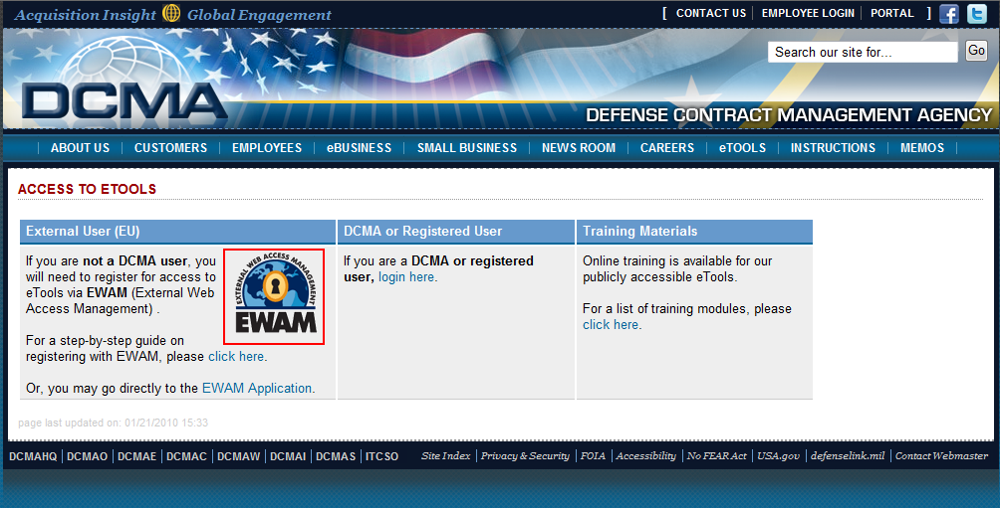 Acquisition Insight Global Engagement
[ CONTACT US | EMPLOYEE LOGIN | PORTAL ]
Search our site for... Go
DCMA
DEFENSE CONTRACT MANAGEMENT AGENCY
ABOUT US | CUSTOMERS | EMPLOYEES | eBUSINESS | SMALL BUSINESS | NEWS ROOM | CAREERS | eTOOLS | INSTRUCTIONS | MEMOS
ACCESS TO ETOOLS
External User (EU)
If you are not a DCMA user, you
will need to register for access to
eTools via EWAM (External Web
Access Management) .
For a step-by-step guide on
registering with EWAM, please click here.
Or, you may go directly to the EWAM Application.
EXTERNAL WEB ACCESS MANAGEMENT
EWAM
DCMA or Registered User
If you are a DCMA or registered
user, login here.
Training Materials
Online training is available for our
publicly accessible eTools.
For a list of training modules, please
click here.
page last updated on: 01/21/2010 15:33
DCMAHQ | DCMAO | DCMAE | DCMAC | DCMAW | DCMAI | DCMAS | ITCSO
Site Index | Privacy & Security | FOIA | Accessibility | No FEAR Act | USA.gov | defenselink.mil | Contact Webmaster